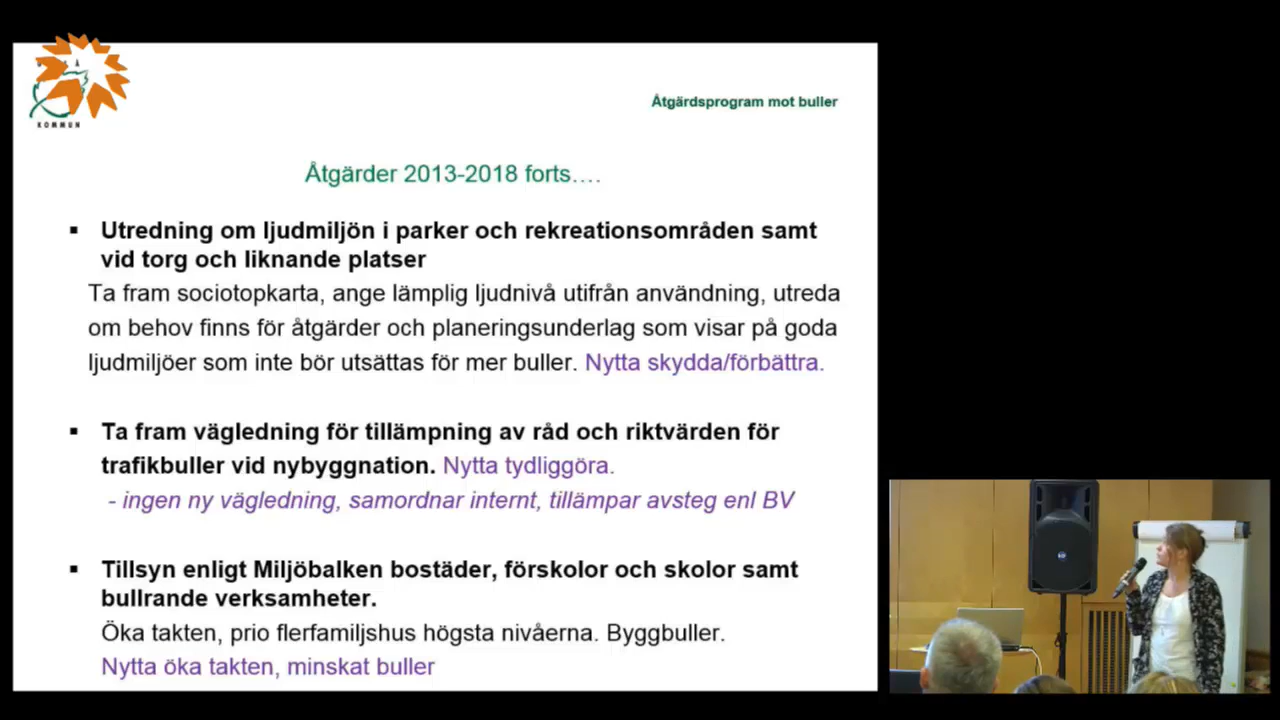 KOMMUN
Åtgärdsprogram mot buller
Åtgärder 2013-2018 forts….
▪ Utredning om ljudmiljön i parker och rekreationsområden samt
vid torg och liknande platser
Ta fram sociotopkarta, ange lämplig ljudnivå utifrån användning, utreda
om behov finns för åtgärder och planeringsunderlag som visar på goda
ljudmiljöer som inte bör utsättas för mer buller. Nytta skydda/förbättra.
▪ Ta fram vägledning för tillämpning av råd och riktvärden för
trafikbuller vid nybyggnation. Nytta tydliggöra.
- ingen ny vägledning, samordnar internt, tillämpar avsteg enl BV
▪ Tillsyn enligt Miljöbalken bostäder, förskolor och skolor samt
bullrande verksamheter.
Öka takten, prio flerfamiljshus högsta nivåerna. Byggbuller.
Nytta öka takten, minskat buller